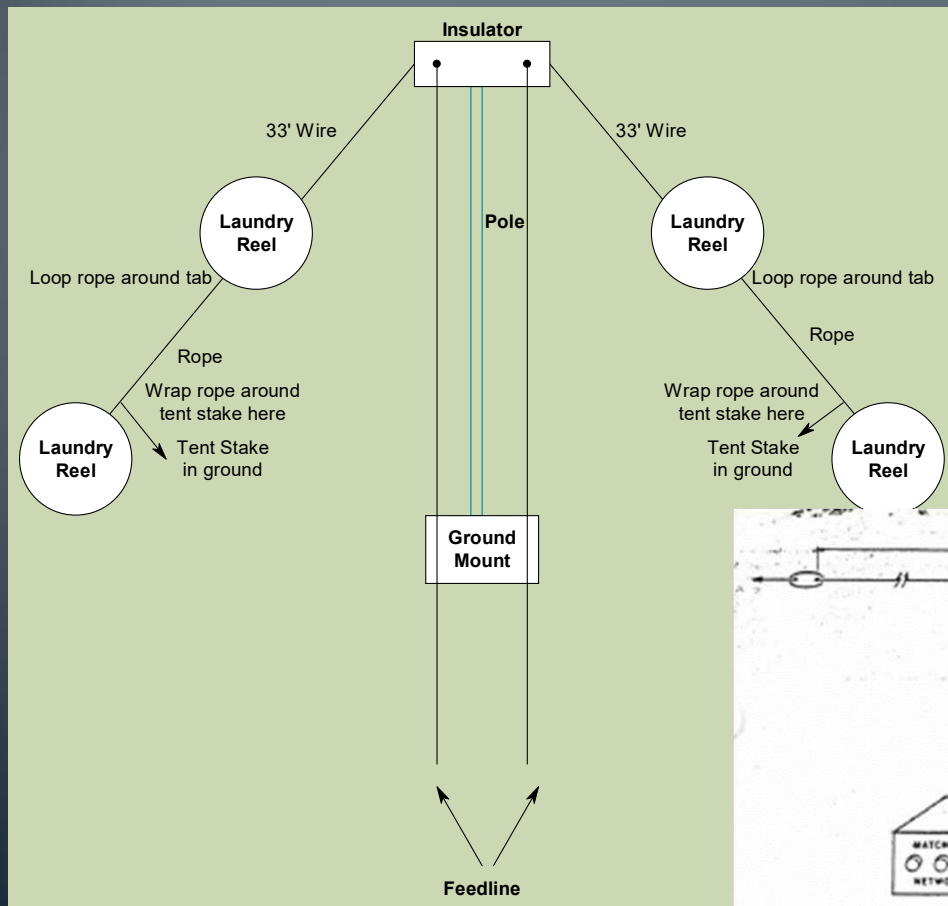 Insulator
33' Wire
33' Wire
Laundry
Reel
Pole
Laundry
Reel
Loop rope around tab
Loop rope around tab
Rope
Rope
Wrap rope around
tent stake here
Wrap rope around
tent stake here
Laundry
Reel
Tent Stake
in ground
Tent Stake
in ground
Laundry
Reel
Ground
Mount
Feedline